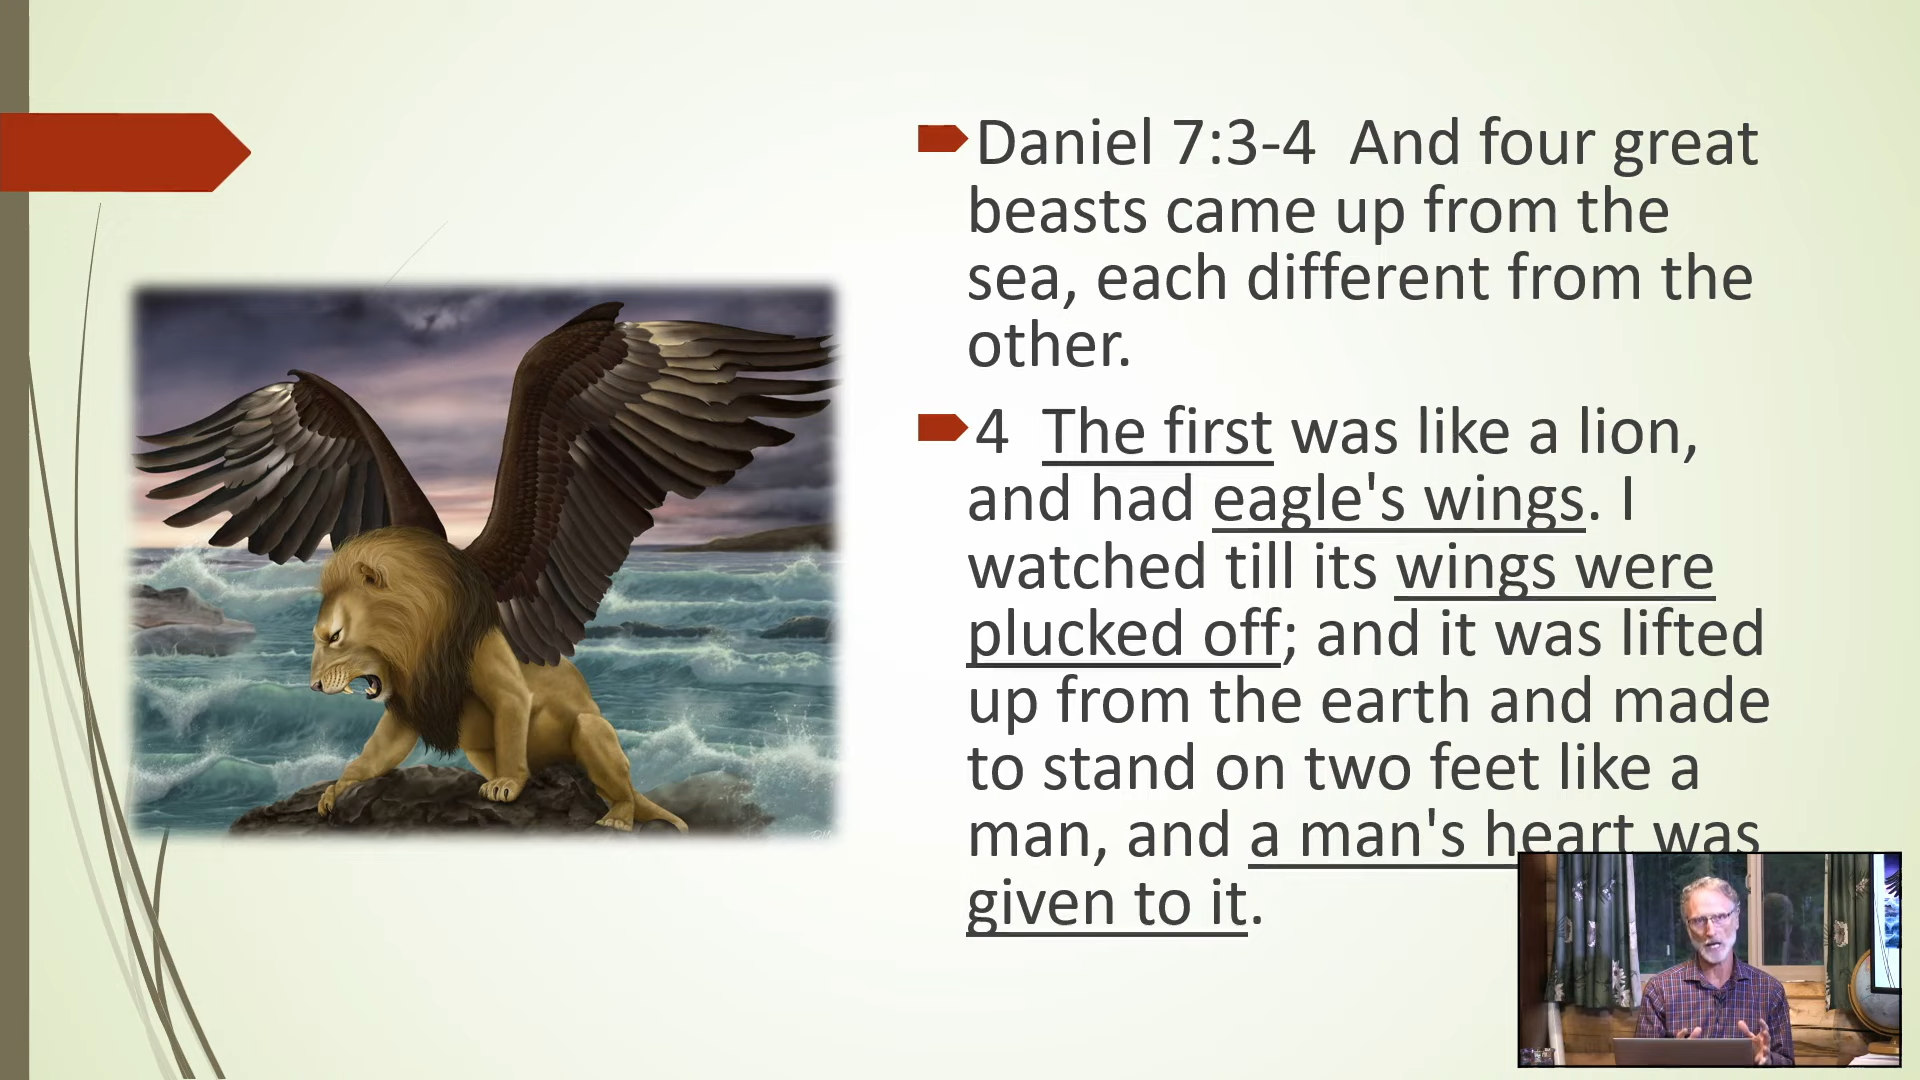 Daniel 7:3-4  And four great
beasts came up from the
sea, each different from the
other.
4  The first was like a lion,
and had eagle's wings. I
watched till its wings were
plucked off; and it was lifted
up from the earth and made
to stand on two feet like a
man, and a man's heart was
given to it.